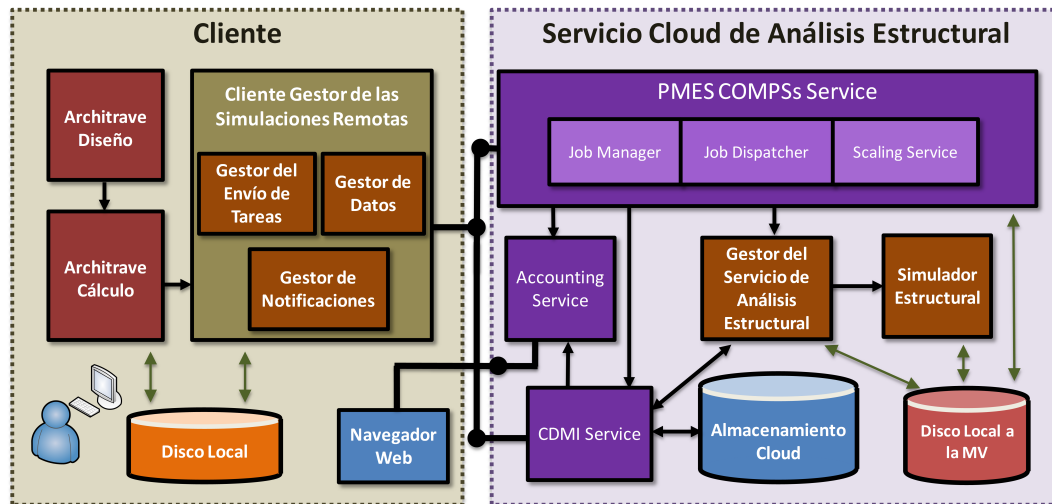 Cliente
Architrave
Diseño
Architrave
Cálculo
Cliente Gestor de las
Simulaciones Remotas
Gestor del
Envío de
Tareas
Gestor de
Datos
Gestor de
Notificaciones
Disco Local
Navegador
Web
Servicio Cloud de Análisis Estructural
PMES COMPSs Service
Job Manager
Job Dispatcher
Scaling Service
Accounting
Service
Gestor del
Servicio de
Análisis
Estructural
Simulador
Estructural
CDMI Service
Almacenamiento
Cloud
Disco Local a
la MV